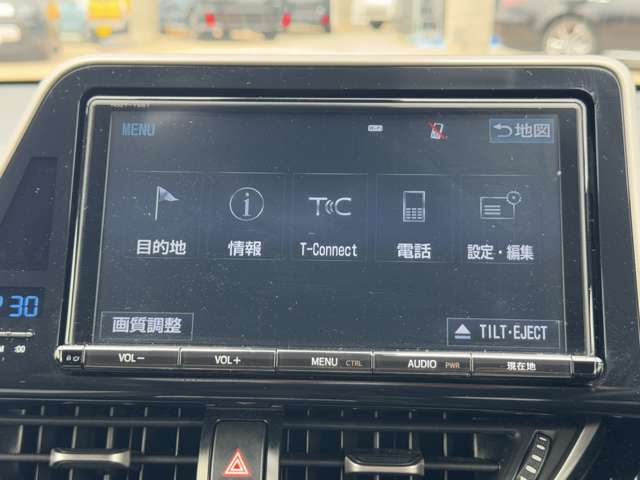 MENU
地図
目的地
情報
T-Connect
電話
設定・編集
画質調整
TILT・EJECT
30
:00
VOL−
VOL+
MENU CTRL
AUDIO PWR
現在地